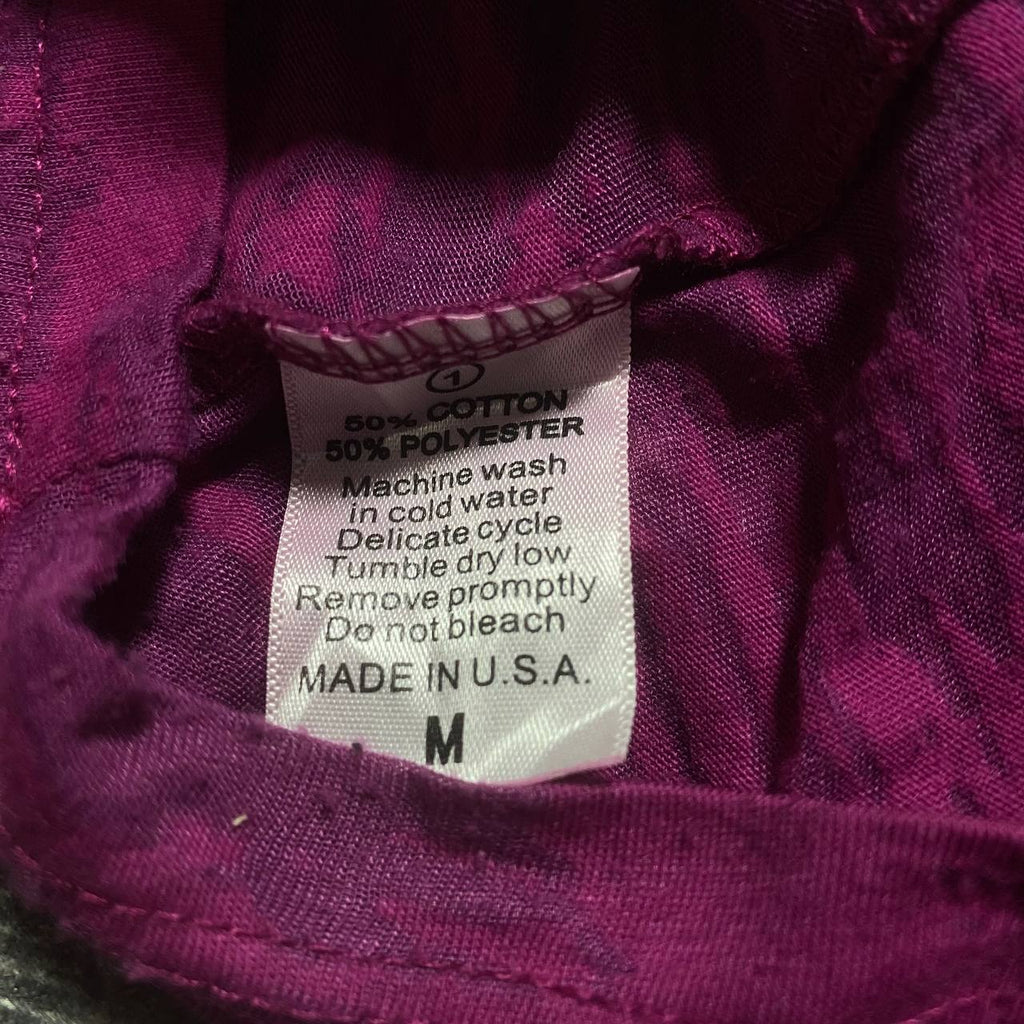 1
50% COTTON
50% POLYESTER
Machine wash
in cold water
Delicate cycle
Tumble dry low
Remove promptly
Do not bleach
MADE IN U.S.A.
M